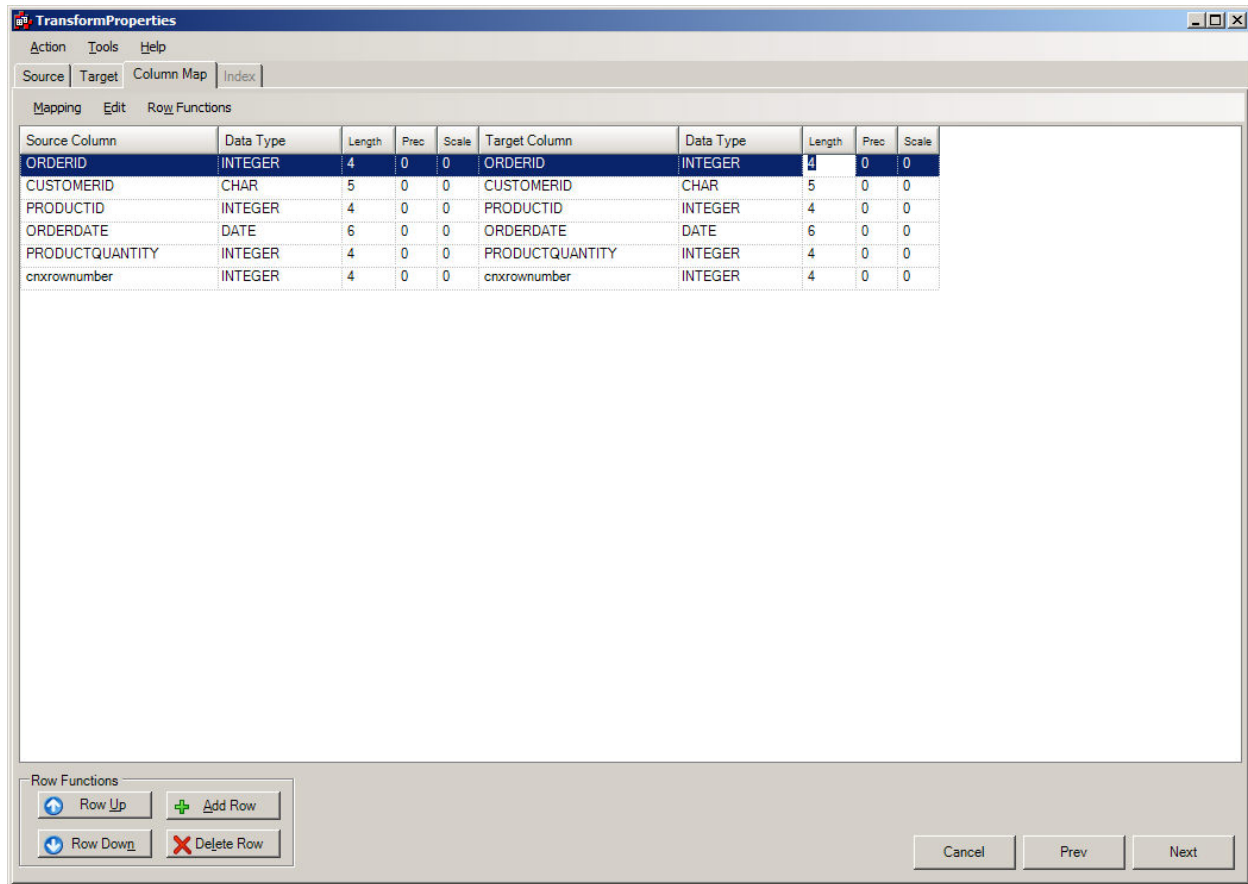 TransformProperties
Action Tools Help
Source Target Column Map Index
Mapping Edit Row Functions
Source Column Data Type Length Prec Scale Target Column Data Type Length Prec Scale
ORDERID INTEGER 4 0 0 ORDERID INTEGER 4 0 0
CUSTOMERID CHAR 5 0 0 CUSTOMERID CHAR 5 0 0
PRODUCTID INTEGER 4 0 0 PRODUCTID INTEGER 4 0 0
ORDERDATE DATE 6 0 0 ORDERDATE DATE 6 0 0
PRODUCTQUANTITY INTEGER 4 0 0 PRODUCTQUANTITY INTEGER 4 0 0
cnxrownumber INTEGER 4 0 0 cnxrownumber INTEGER 4 0 0
Row Functions
Row Up Add Row
Row Down Delete Row
Cancel Prev Next